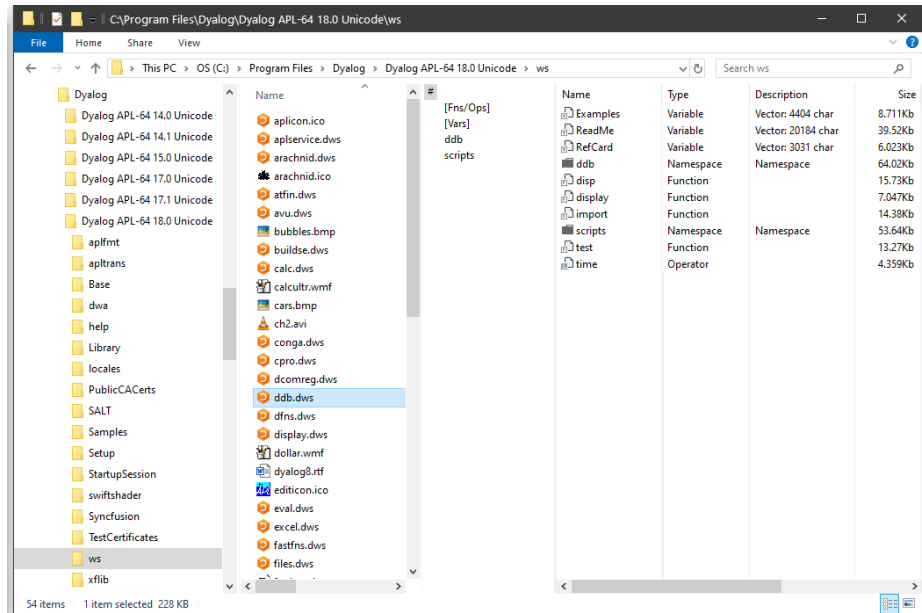 C:\Program Files\Dyalog\Dyalog APL-64 18.0 Unicode\ws
File Home Share View
This PC > OS (C:) > Program Files > Dyalog > Dyalog APL-64 18.0 Unicode > ws
Search ws
Dyalog
Dyalog APL-64 14.0 Unicode
Dyalog APL-64 14.1 Unicode
Dyalog APL-64 15.0 Unicode
Dyalog APL-64 17.0 Unicode
Dyalog APL-64 17.1 Unicode
Dyalog APL-64 18.0 Unicode
aplfmt
apltrans
Base
dwa
help
Library
locales
PublicCACerts
SALT
Samples
Setup
StartupSession
swiftshader
Syncfusion
TestCertificates
ws
xflib
Name
aplicon.ico
aplservice.dws
arachnid.dws
arachnid.ico
atfin.dws
avu.dws
bubbles.bmp
buildse.dws
calc.dws
calcultr.wmf
cars.bmp
ch2.avi
conga.dws
cpro.dws
dcomreg.dws
ddb.dws
dfns.dws
display.dws
dollar.wmf
dyalog8.rtf
editicon.ico
eval.dws
excel.dws
fastfns.dws
files.dws
#
[Fns/Ops]
[Vars]
ddb
scripts
Name Type Description Size
Examples Variable Vector: 4404 char 8.711Kb
ReadMe Variable Vector: 20184 char 39.52Kb
RefCard Variable Vector: 3031 char 6.023Kb
ddb Namespace Namespace 64.02Kb
disp Function 15.73Kb
display Function 7.047Kb
import Function 14.38Kb
scripts Namespace Namespace 53.64Kb
test Function 13.27Kb
time Operator 4.359Kb
54 items 1 item selected 228 KB